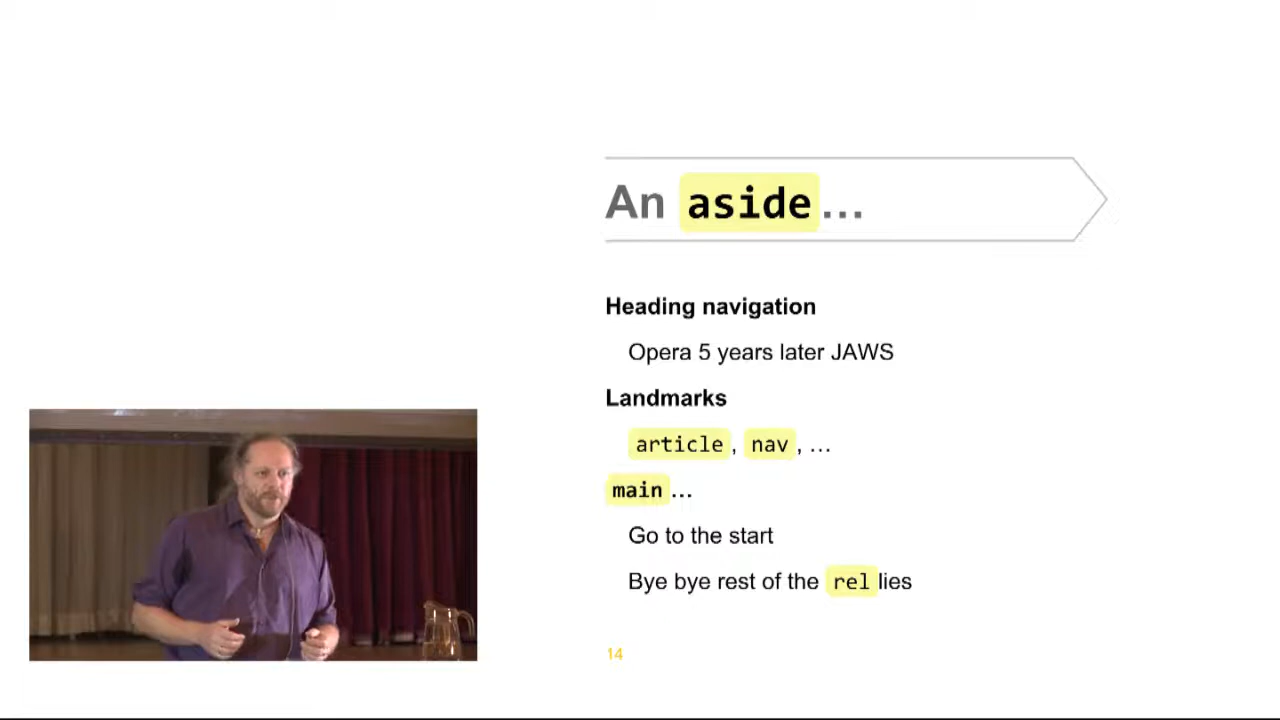 An aside...
Heading navigation
Opera 5 years later JAWS
Landmarks
article, nav, ...
main...
Go to the start
Bye bye rest of the rel lies
14